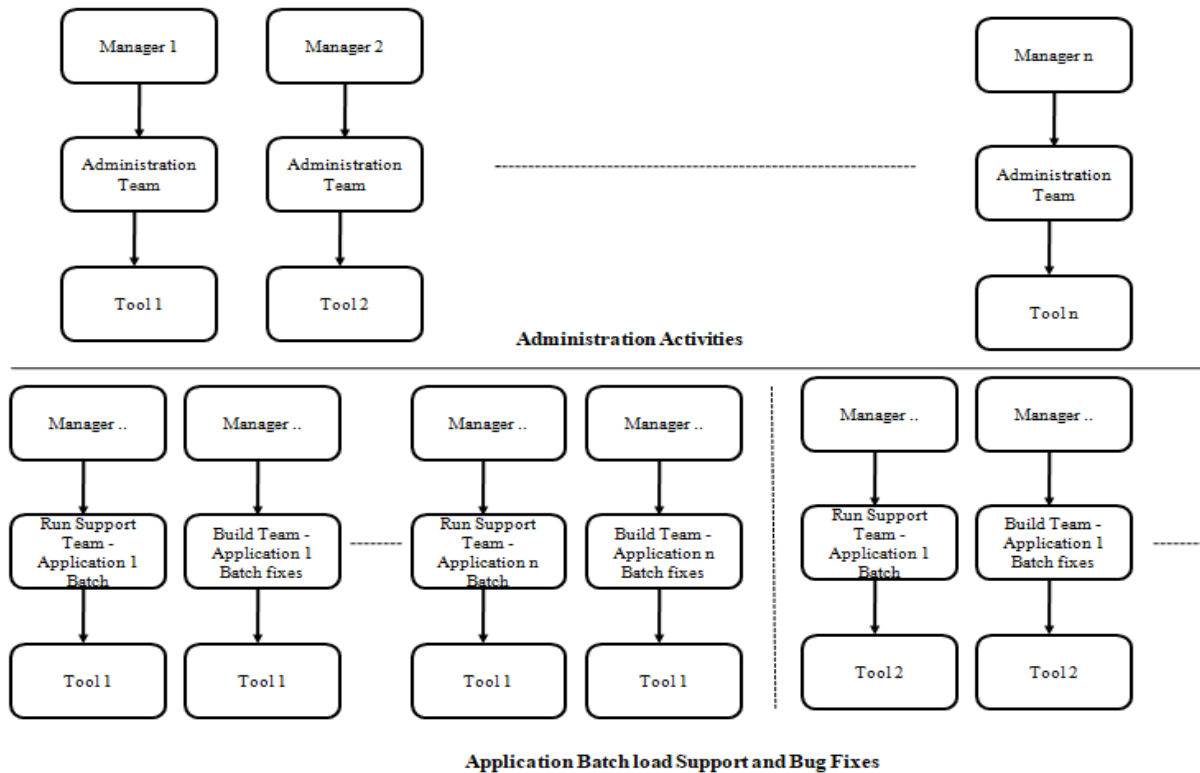 Manager 1
Manager 2
Manager n
Administration
Team
Administration
Team
Administration
Team
Tool 1
Tool 2
Tool n
Administration Activities
Manager ..
Manager ..
Manager ..
Manager ..
Manager ..
Manager ..
Run Support
Team -
Application 1
Batch
Build Team -
Application 1
Batch fixes
Run Support
Team -
Application n
Batch
Build Team -
Application n
Batch fixes
Run Support
Team -
Application 1
Batch
Build Team -
Application 1
Batch fixes
Tool 1
Tool 1
Tool 1
Tool 1
Tool 2
Tool 2
Application Batch load Support and Bug Fixes